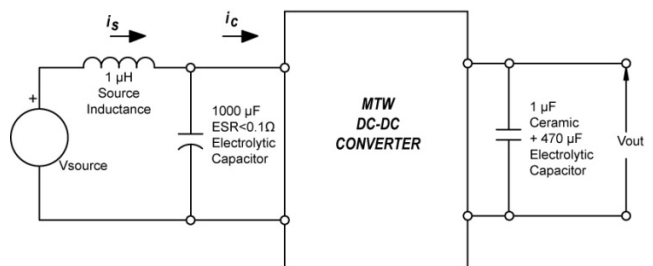 is
ic
1 µH
Source
Inductance
+
Vsource
1000 µF
ESR<0.1Ω
Electrolytic
Capacitor
MTW
DC-DC
CONVERTER
1 µF
Ceramic
+ 470 µF
Electrolytic
Capacitor
Vout